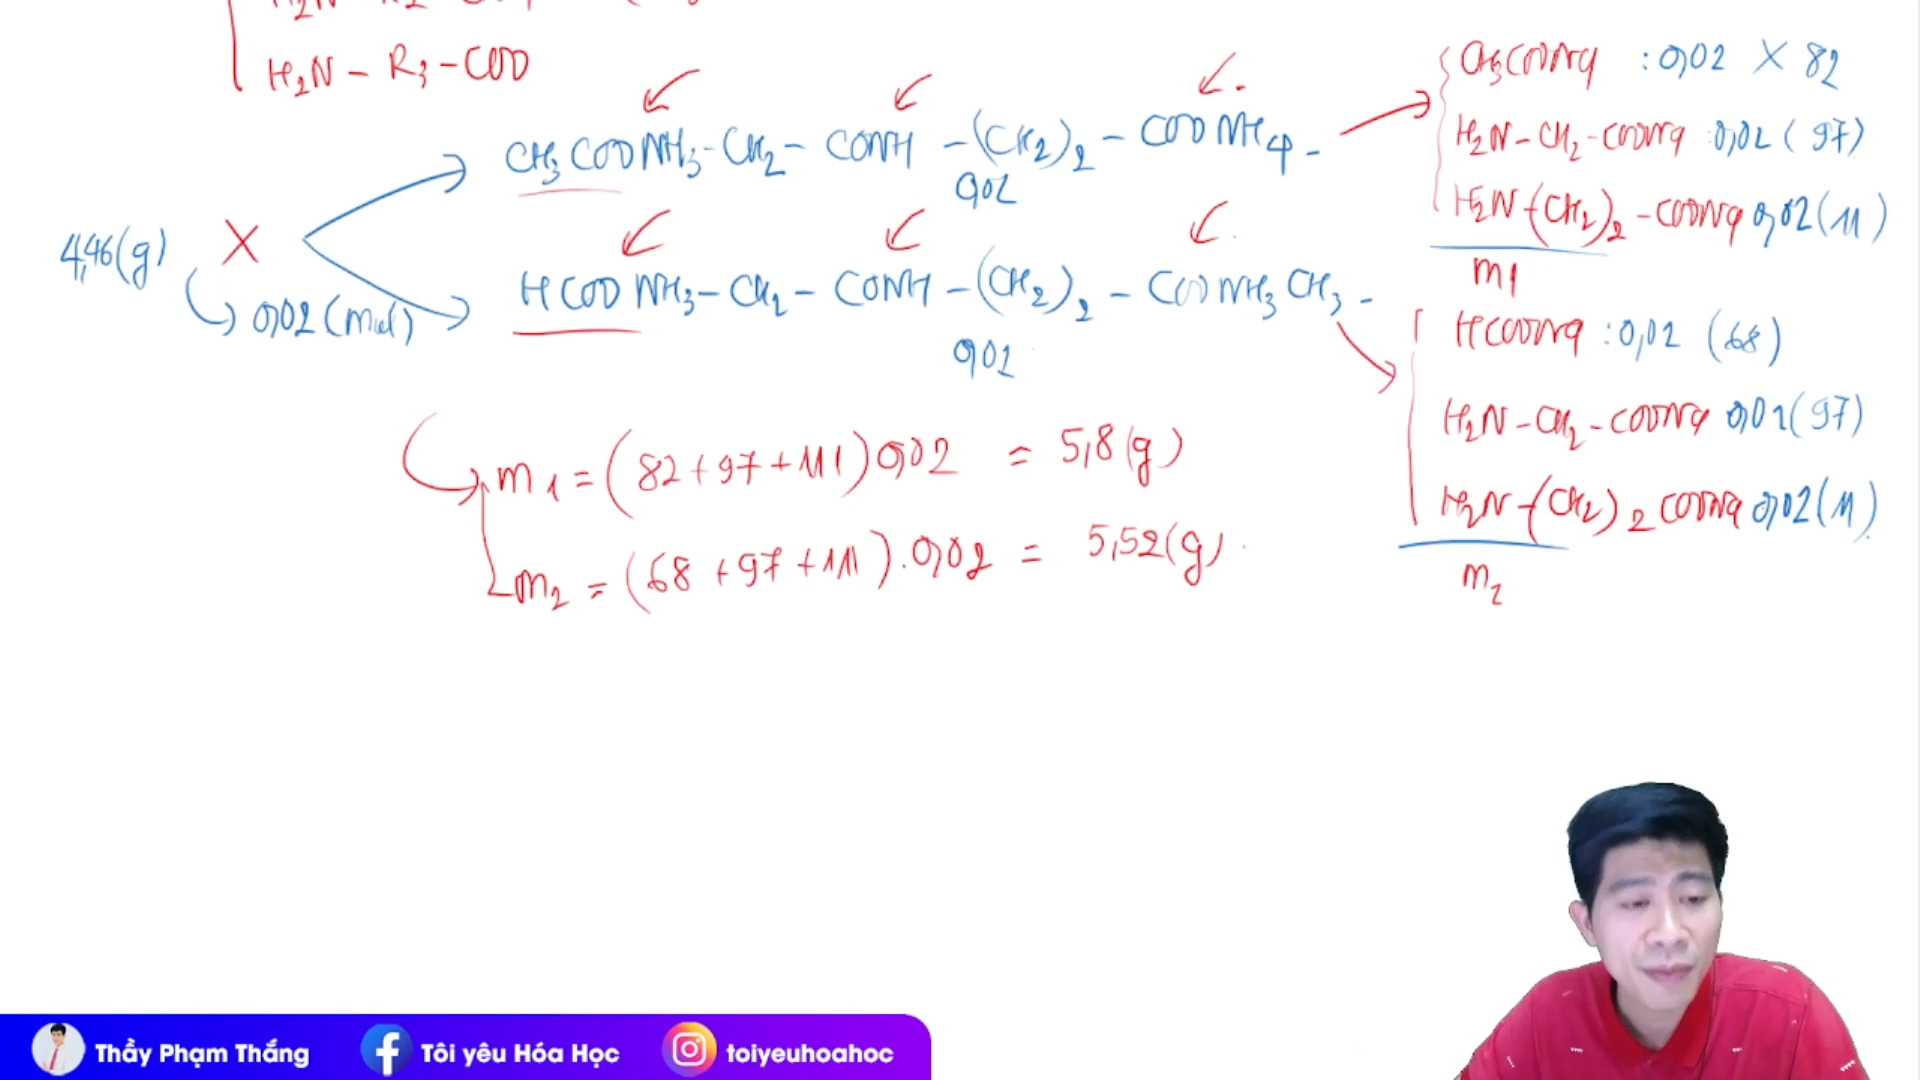 H₂N – R₃ – COO
CH₃COONH₃ – CH₂ – CONH – (CH₂)₂ – COONH₄ –
0,02
4,46(g) X
0,02 (mol)
HCOONH₃ – CH₂ – CONH – (CH₂)₂ – COONH₃CH₃ –
0,02
CH₃COONa : 0,02 × 82
H₂N – CH₂ – COONa : 0,02 (97)
H₂N – (CH₂)₂ – COONa 0,02 (111)
m₁
HCOONa : 0,02 (68)
H₂N – CH₂ – COONa 0,02 (97)
H₂N – (CH₂)₂ COONa 0,02 (111)
m₂
m₁ = (82 + 97 + 111) 0,02 = 5,8 (g)
m₂ = (68 + 97 + 111) . 0,02 = 5,52 (g)
Thầy Phạm Thắng Tôi yêu Hóa Học toiyeuhoahoc